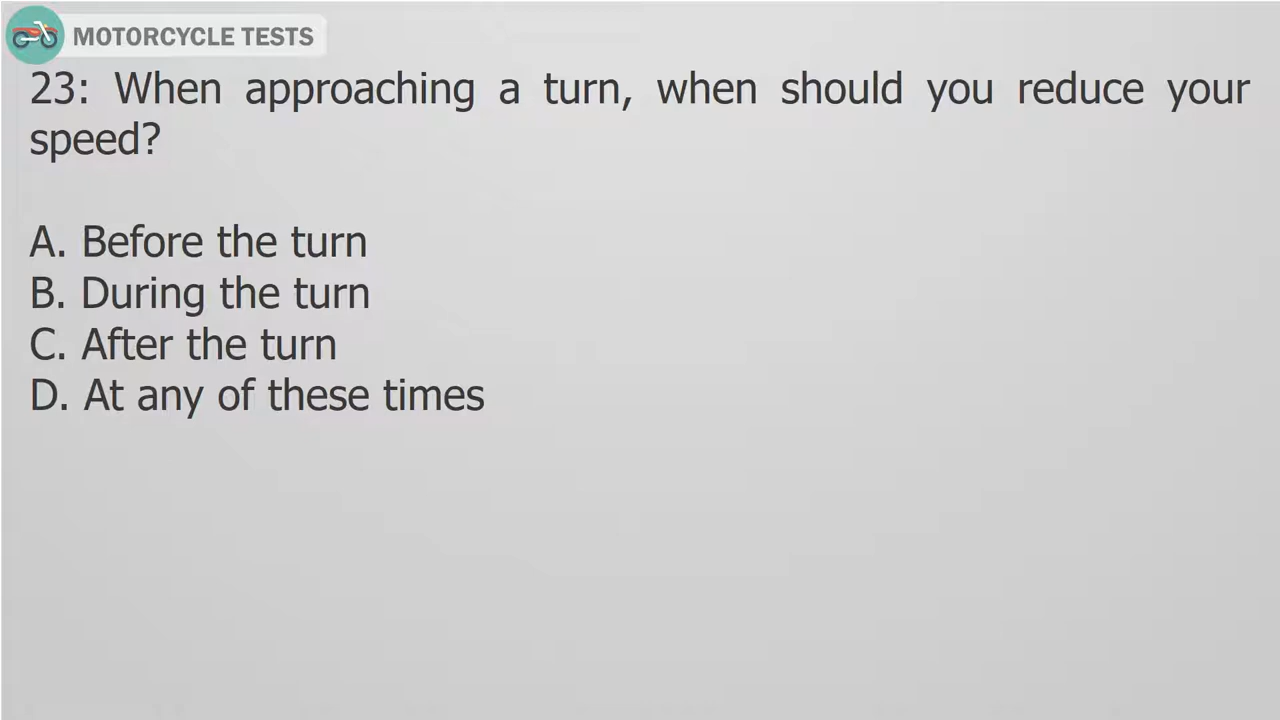 MOTORCYCLE TESTS
23: When approaching a turn, when should you reduce your
speed?
A. Before the turn
B. During the turn
C. After the turn
D. At any of these times